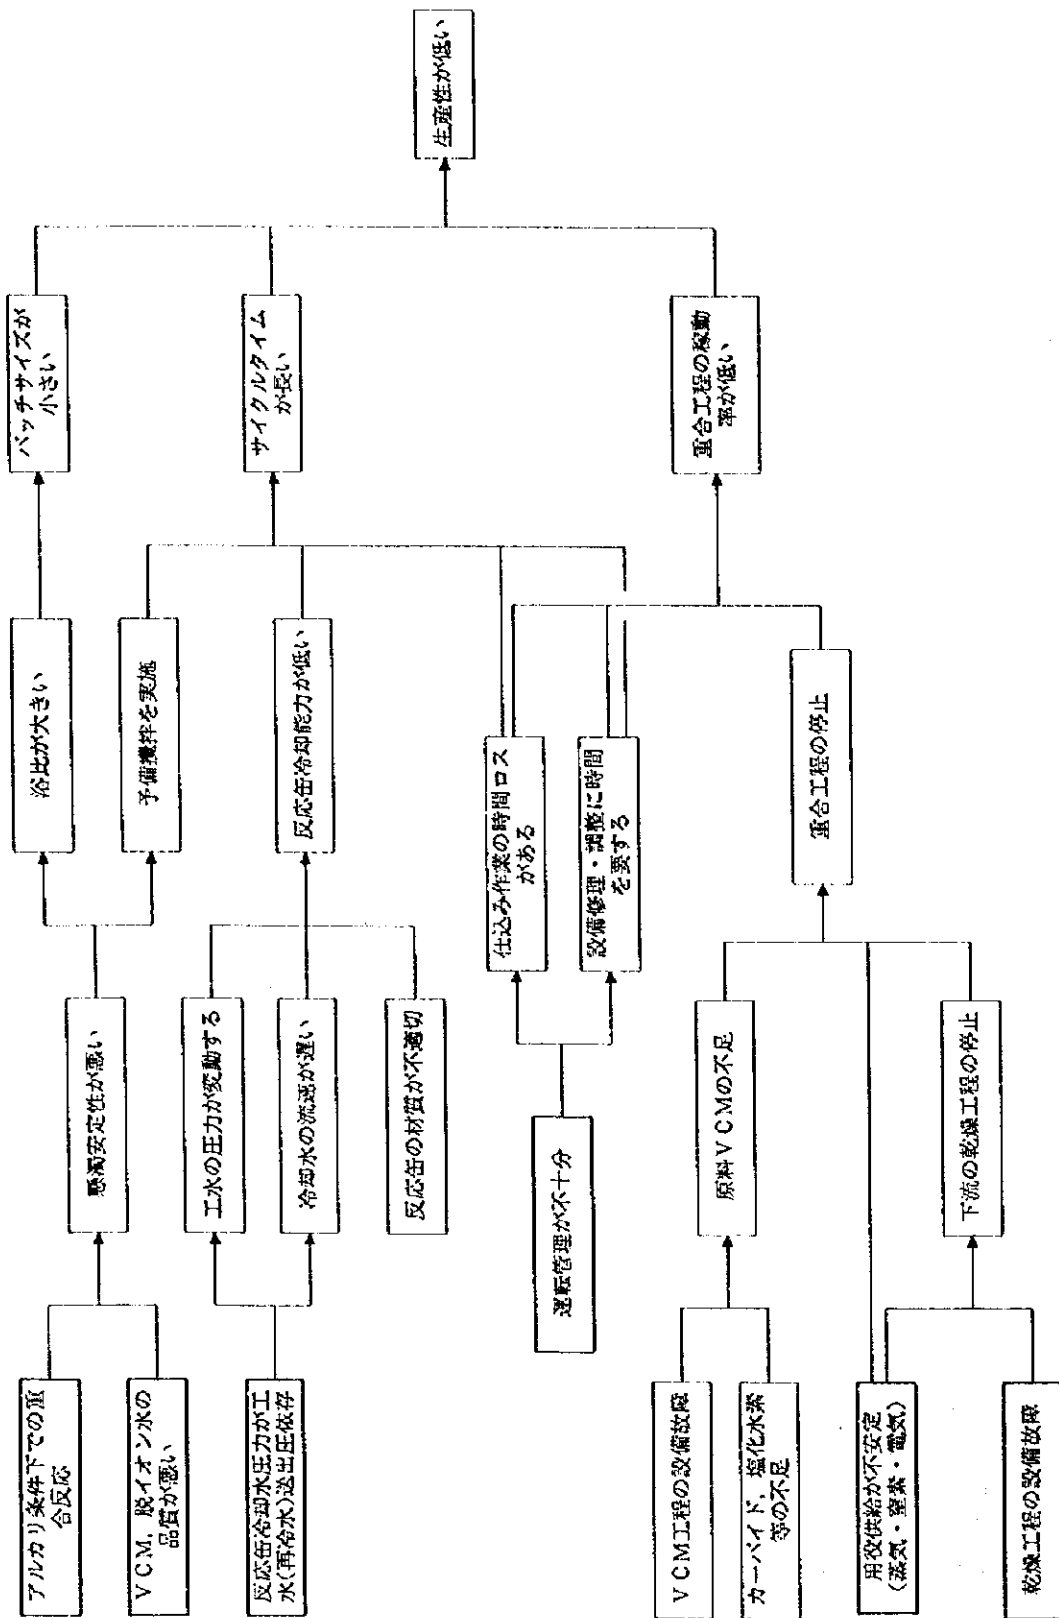 アルカリ条件下での重
合反応
VCM，脱イオン水の
品質が悪い
反応缶冷却水圧力が工
水(再冷水)送出圧依存
VCM工程の設備故障
カーバイド，塩化水素
等の不足
用役供給が不安定
(蒸気・窒素・電気)
乾燥工程の設備故障
懸濁安定性が悪い
工水の圧力が変動する
冷却水の流速が遅い
反応缶の材質が不適切
運転管理が不十分
原料VCMの不足
下流の乾燥工程の停止
浴比が大きい
予備攪拌を実施
反応缶冷却能力が低い
仕込み作業の時間ロス
がある
設備修理・調整に時間
を要する
重合工程の停止
バッチサイズが
小さい
サイクルタイム
が長い
重合工程の稼動
率が低い
生産性が低い